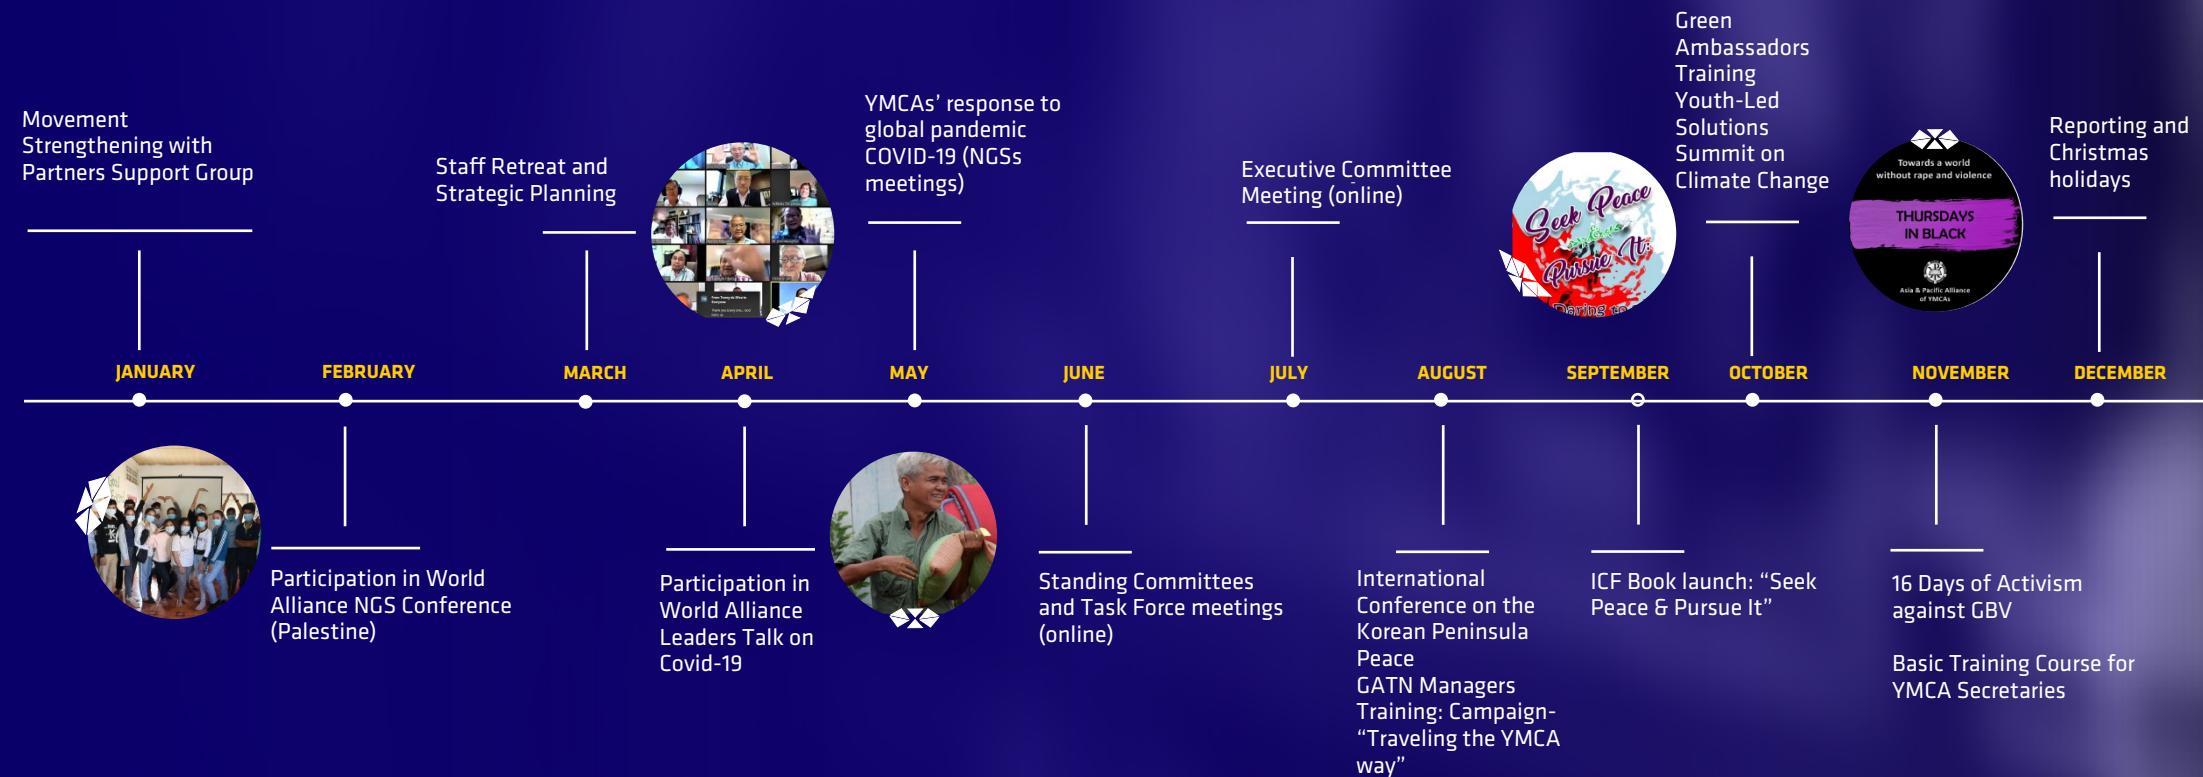 Movement
Strengthening with
Partners Support Group
Staff Retreat and
Strategic Planning
YMCAs’ response to
global pandemic
COVID-19 (NGSs
meetings)
Executive Committee
Meeting (online)
Green
Ambassadors
Training
Youth-Led
Solutions
Summit on
Climate Change
Reporting and
Christmas
holidays
Seek Peace
Pursue It:
Daring to
Towards a world
without rape and violence
THURSDAYS
IN BLACK
Asia & Pacific Alliance
of YMCAs
JANUARY
FEBRUARY
MARCH
APRIL
MAY
JUNE
JULY
AUGUST
SEPTEMBER
OCTOBER
NOVEMBER
DECEMBER
Participation in World
Alliance NGS Conference
(Palestine)
Participation in
World Alliance
Leaders Talk on
Covid-19
Standing Committees
and Task Force meetings
(online)
International
Conference on the
Korean Peninsula
Peace
GATN Managers
Training: Campaign-
“Traveling the YMCA
way”
ICF Book launch: “Seek
Peace & Pursue It”
16 Days of Activism
against GBV
Basic Training Course for
YMCA Secretaries